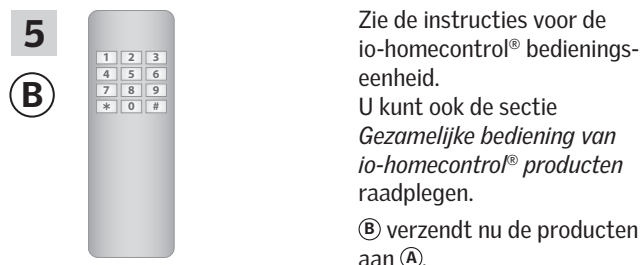 5
B
1 2 3
4 5 6
7 8 9
* 0 #
Zie de instructies voor de
io-homecontrol® bedienings-
eenheid.
U kunt ook de sectie
Gezamelijke bediening van
io-homecontrol® producten
raadplegen.
Ⓑ verzendt nu de producten
aan Ⓐ.